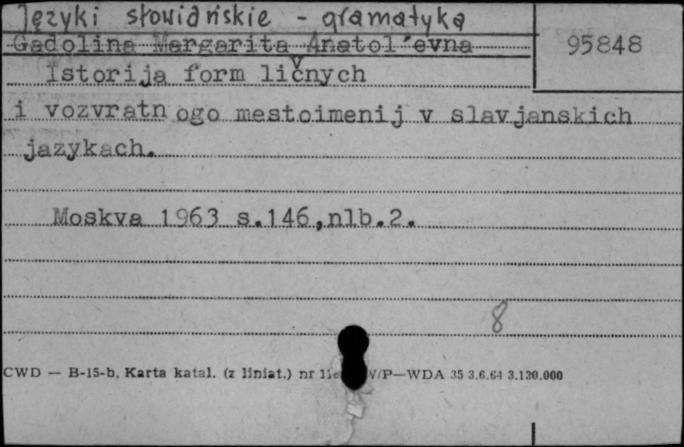 Języki słowiańskie - gramatyka
Gadolina Margarita Anatol'evna
95848
Istorija form ličnych
i vozvratnogo mestoimenij v slavjanskich
jazykach.
Moskva 1963 s.146,nlb.2.
8
CWD — B-15-b, Karta katal. (z liniat.) nr V/P—WDA 35 3.6.64 3.130.000